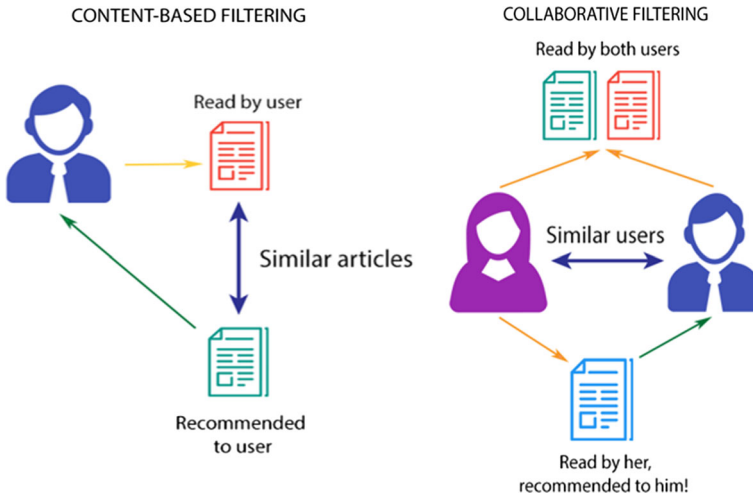 CONTENT-BASED FILTERING
Read by user
Similar articles
Recommended
to user
COLLABORATIVE FILTERING
Read by both users
Similar users
Read by her,
recommended to him!